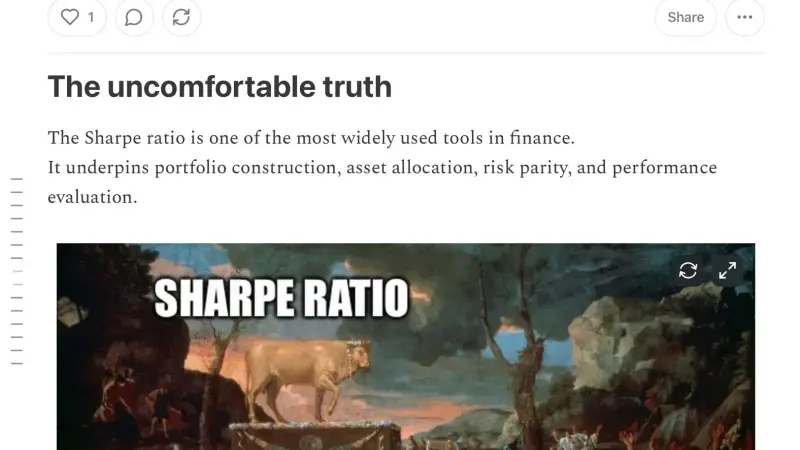 1
Share
The uncomfortable truth
The Sharpe ratio is one of the most widely used tools in finance.
It underpins portfolio construction, asset allocation, risk parity, and performance
evaluation.
SHARPE RATIO